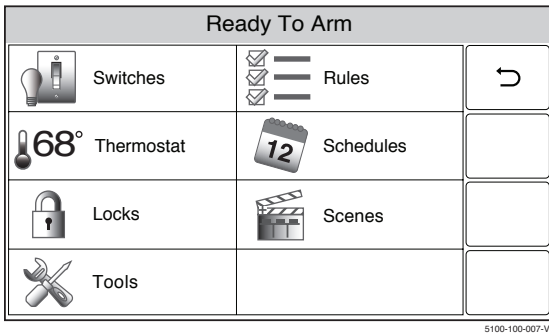 Ready To Arm
Switches
Rules
68° Thermostat
12 Schedules
Locks
Scenes
Tools
5100-100-007-V